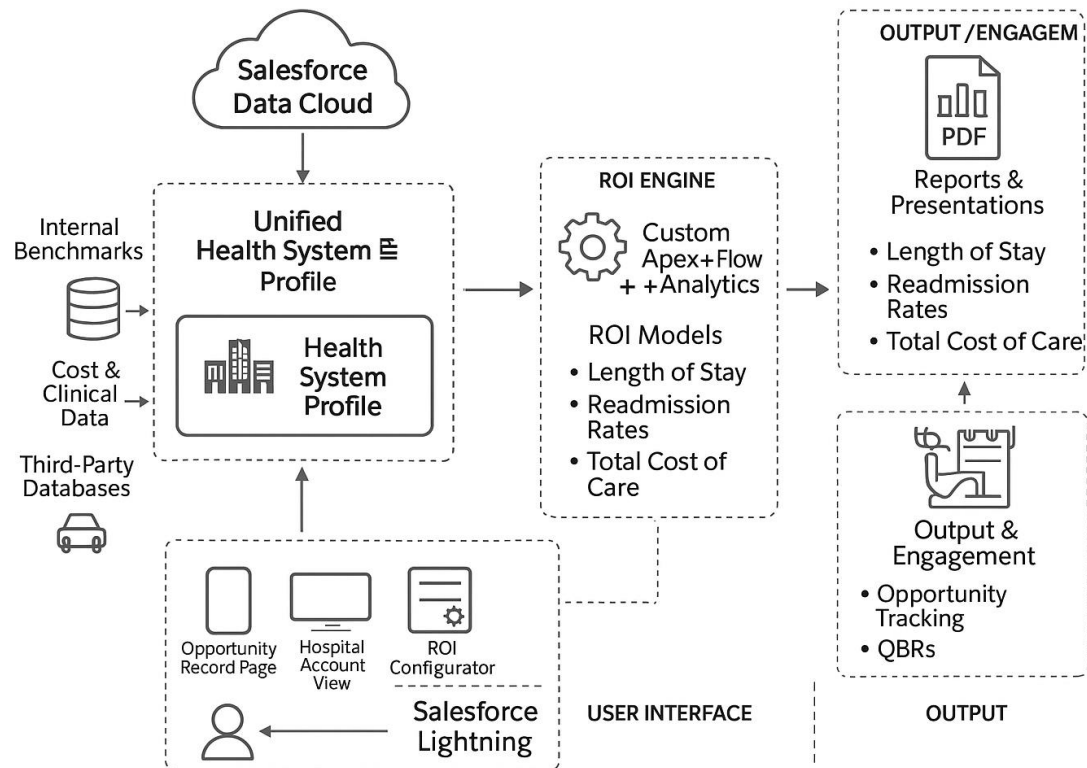 Salesforce
Data Cloud
Internal
Benchmarks
Cost &
Clinical
Data
Third-Party
Databases
Unified
Health System
Profile
Health
System
Profile
ROI ENGINE
Custom
Apex+Flow
+ +Analytics
ROI Models
• Length of Stay
• Readmission
Rates
• Total Cost of
Care
OUTPUT /ENGAGEM
PDF
Reports &
Presentations
• Length of Stay
• Readmission
Rates
• Total Cost of Care
Output &
Engagement
• Opportunity
Tracking
• QBRs
Opportunity
Record Page
Hospital
Account
View
ROI
Configurator
Salesforce
Lightning
USER INTERFACE
OUTPUT